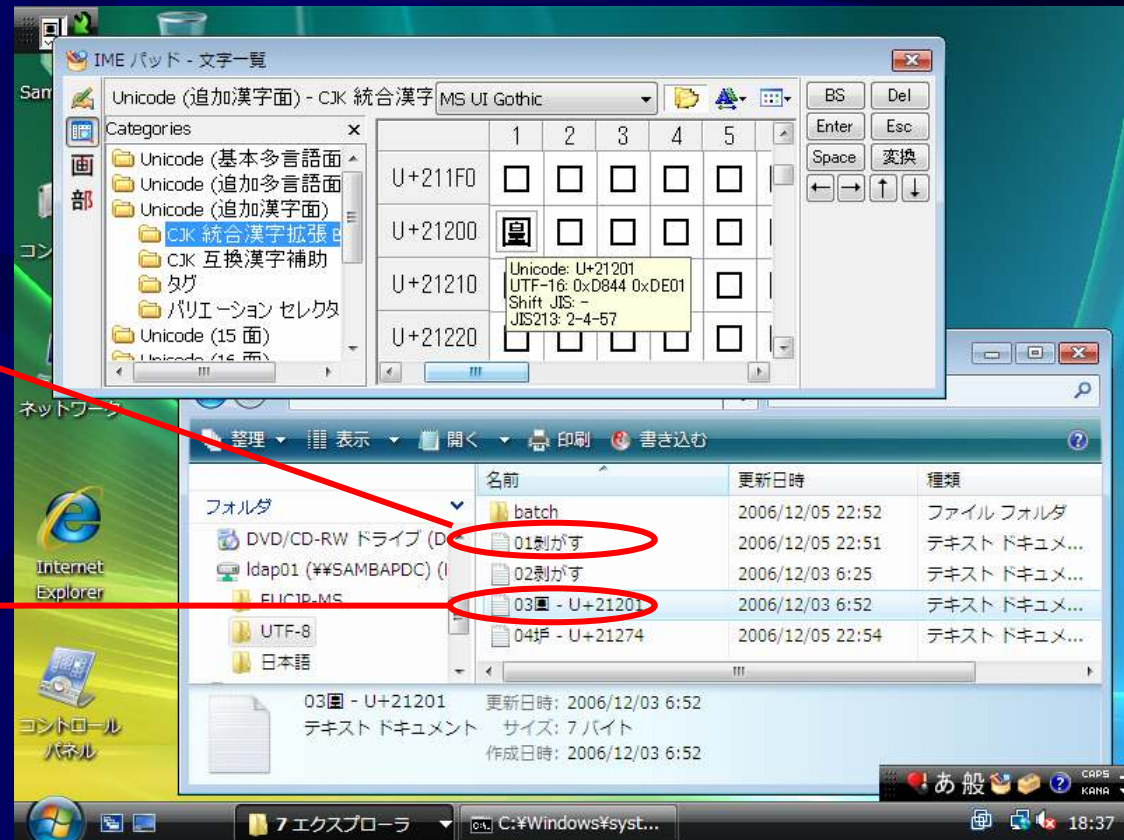 IME パッド - 文字一覧
Unicode (追加漢字面) - CJK 統合漢字
MS UI Gothic
Categories
Unicode (基本多言語面
Unicode (追加多言語面
Unicode (追加漢字面)
CJK 統合漢字拡張
CJK 互換漢字補助
タグ
バリエーション セレクタ
Unicode (15 面)
Unicode (16 面)
画
部
1 2 3 4 5
U+211F0
U+21200 𡈁
U+21210
U+21220
Unicode: U+21201
UTF-16: 0xD844 0xDE01
Shift JIS: -
JIS213: 2-4-57
BS Del
Enter Esc
Space 変換
← → ↑ ↓
ネットワーク
Internet
Explorer
コントロール
パネル
整理 表示 開く 印刷 書き込む
名前 更新日時 種類
フォルダ
DVD/CD-RW ドライブ (D
ldap01 (¥¥SAMBAPDC) (
EUCJP-MS
UTF-8
日本語
batch 2006/12/05 22:52 ファイル フォルダ
01剝がす 2006/12/05 22:51 テキスト ドキュメ...
02剥がす 2006/12/03 6:25 テキスト ドキュメ...
03𡈁 - U+21201 2006/12/03 6:52 テキスト ドキュメ...
04𡉴 - U+21274 2006/12/05 22:54 テキスト ドキュメ...
03𡈁 - U+21201 更新日時: 2006/12/03 6:52
テキスト ドキュメント サイズ: 7 バイト
作成日時: 2006/12/03 6:52
あ 般 CAPS
KANA
7 エクスプローラ C:¥Windows¥syst... 18:37